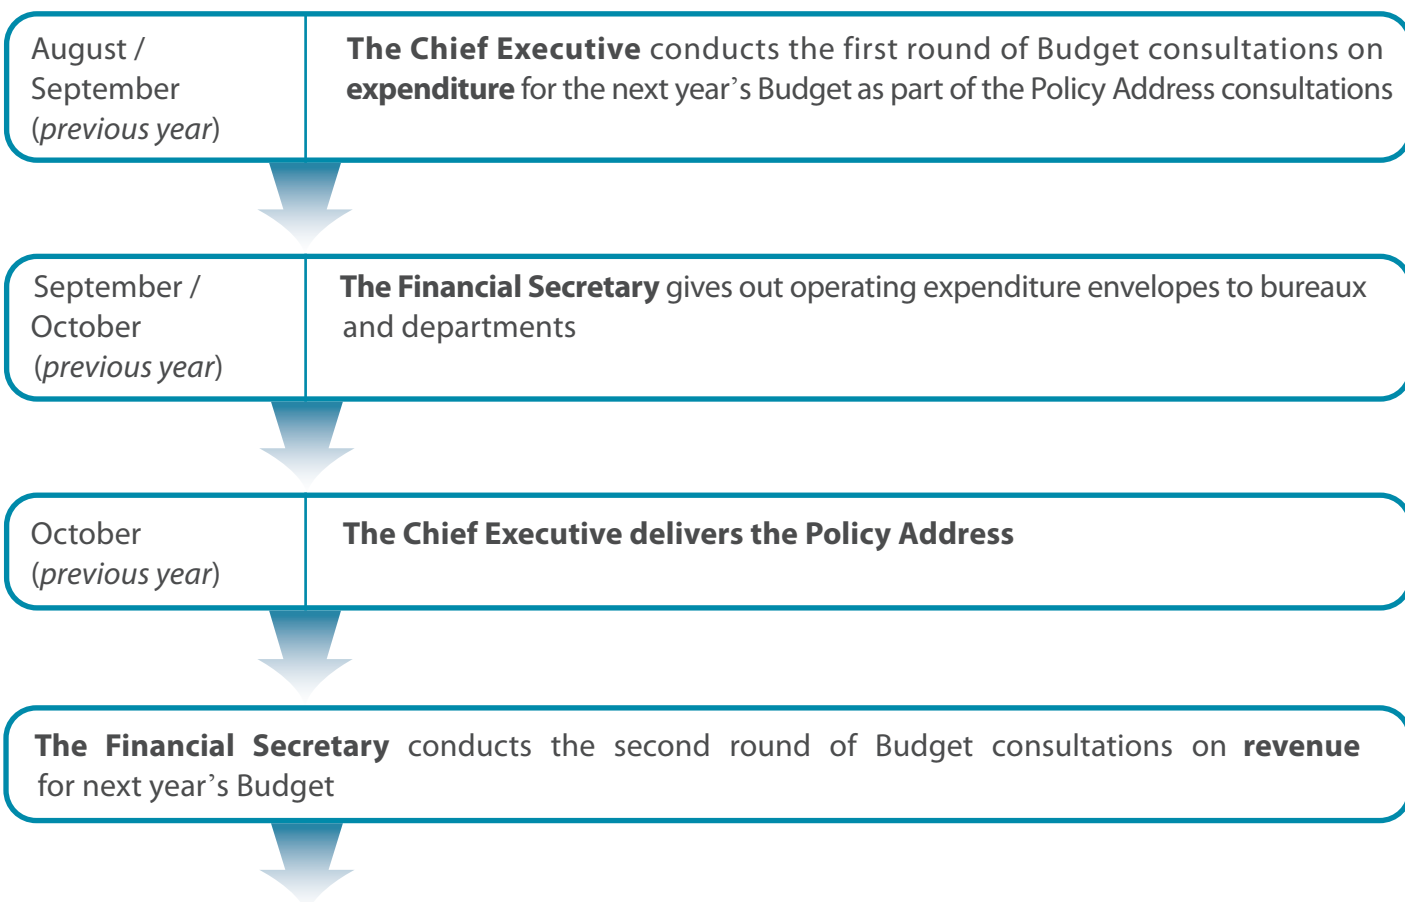 August /
September
(previous year)
The Chief Executive conducts the first round of Budget consultations on
expenditure for the next year’s Budget as part of the Policy Address consultations
September /
October
(previous year)
The Financial Secretary gives out operating expenditure envelopes to bureaux
and departments
October
(previous year)
The Chief Executive delivers the Policy Address
The Financial Secretary conducts the second round of Budget consultations on revenue
for next year’s Budget